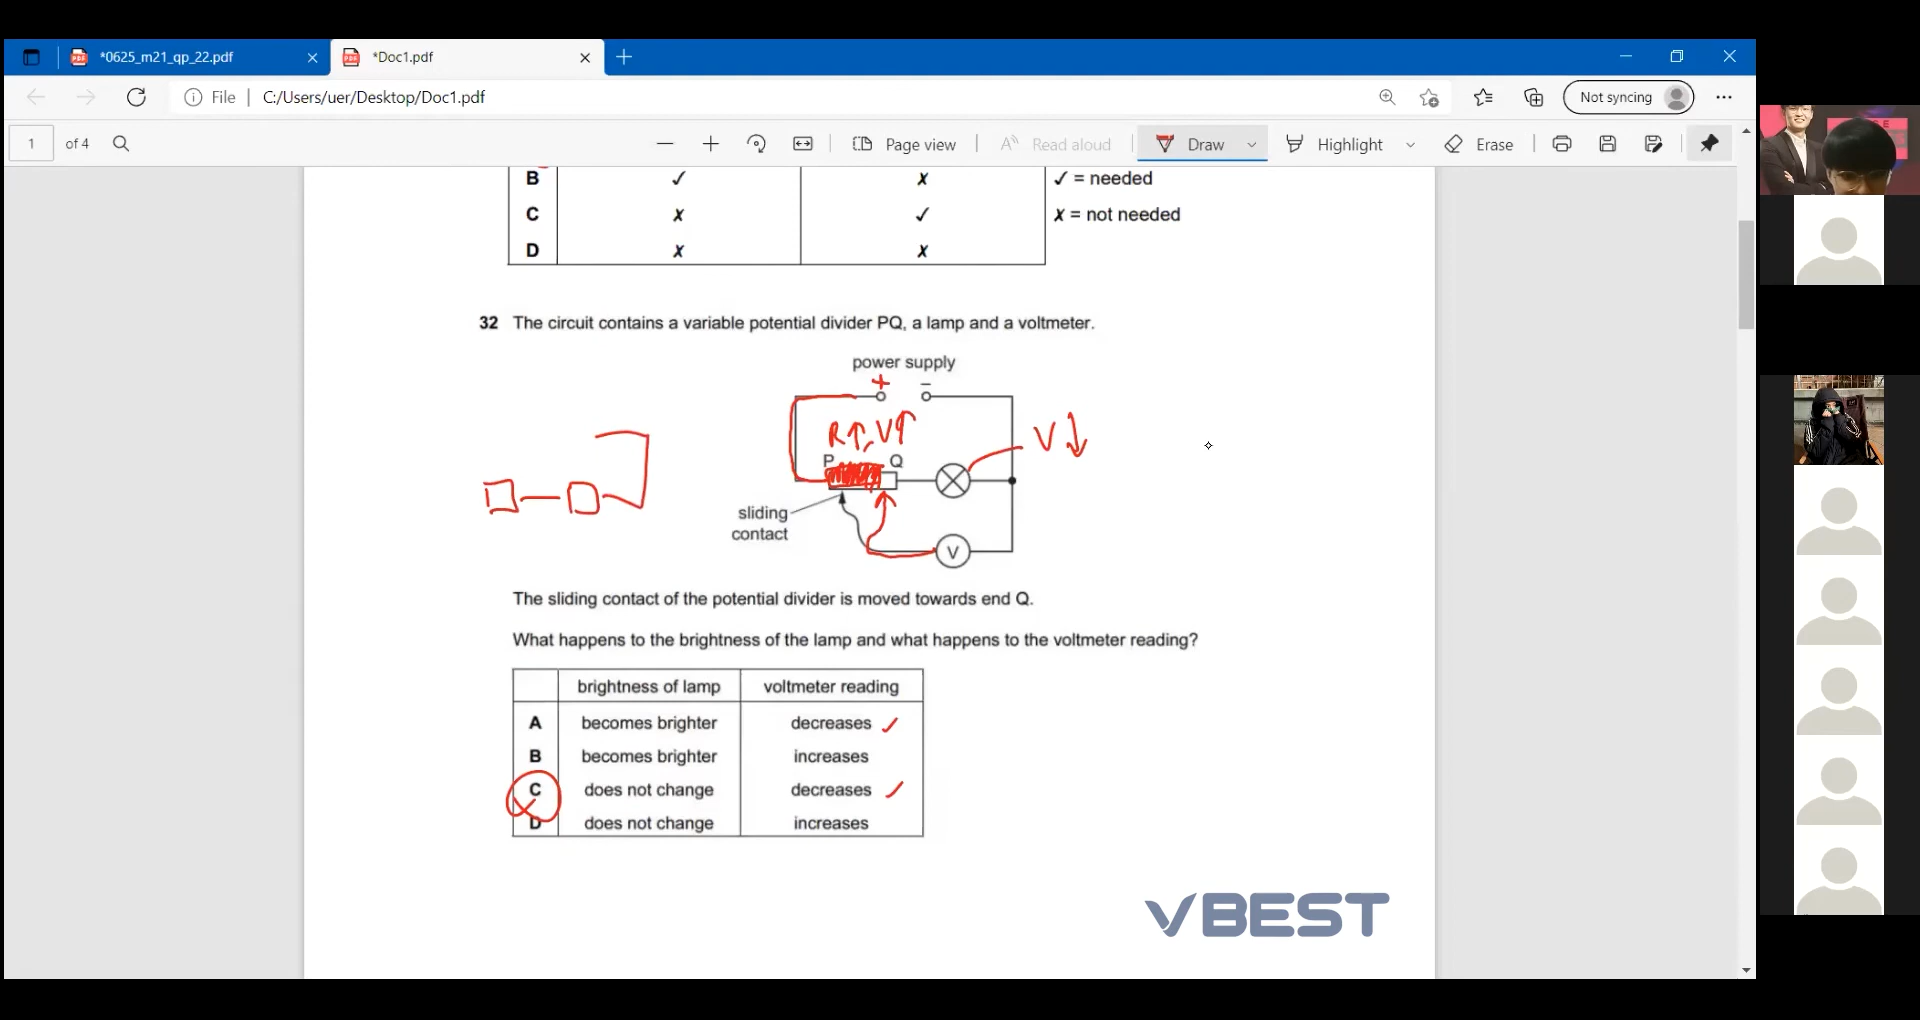 *0625_m21_qp_22.pdf
*Doc1.pdf
File
C:/Users/uer/Desktop/Doc1.pdf
Not syncing
1 of 4
Page view
Read aloud
Draw
Highlight
Erase
B ✓ ✗ ✓ = needed
C ✗ ✓ ✗ = not needed
D ✗ ✗
32 The circuit contains a variable potential divider PQ, a lamp and a voltmeter.
power supply
+ –
R↑, V↑
V↓
P Q
sliding
contact
V
The sliding contact of the potential divider is moved towards end Q.
What happens to the brightness of the lamp and what happens to the voltmeter reading?
brightness of lamp voltmeter reading
A becomes brighter decreases ✓
B becomes brighter increases
C does not change decreases ✓
D does not change increases
VBEST